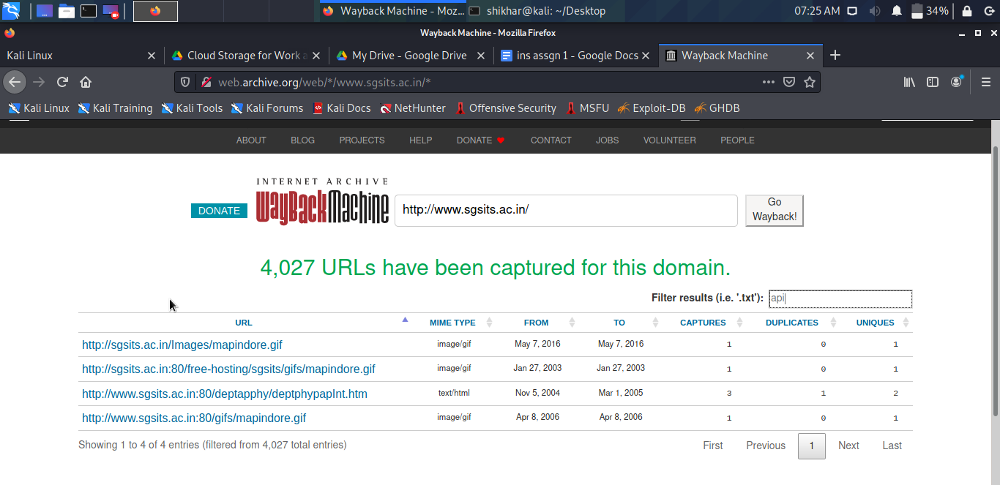 Wayback Machine - Moz... shikhar@kali: ~/Desktop 07:25 AM 34%
Wayback Machine - Mozilla Firefox
Kali Linux Cloud Storage for Work a My Drive - Google Drive ins assgn 1 - Google Docs Wayback Machine
web.archive.org/web/*/www.sgsits.ac.in/*
Kali Linux Kali Training Kali Tools Kali Forums Kali Docs NetHunter Offensive Security MSFU Exploit-DB GHDB
ABOUT BLOG PROJECTS HELP DONATE CONTACT JOBS VOLUNTEER PEOPLE
INTERNET ARCHIVE
DONATE WayBackMachine http://www.sgsits.ac.in/ Go Wayback!
4,027 URLs have been captured for this domain.
Filter results (i.e. '.txt'): api
URL MIME TYPE FROM TO CAPTURES DUPLICATES UNIQUES
http://sgsits.ac.in/Images/mapindore.gif image/gif May 7, 2016 May 7, 2016 1 0 1
http://sgsits.ac.in:80/free-hosting/sgsits/gifs/mapindore.gif image/gif Jan 27, 2003 Jan 27, 2003 1 0 1
http://www.sgsits.ac.in:80/deptapphy/deptphypapInt.htm text/html Nov 5, 2004 Mar 1, 2005 3 1 2
http://www.sgsits.ac.in:80/gifs/mapindore.gif image/gif Apr 8, 2006 Apr 8, 2006 1 0 1
Showing 1 to 4 of 4 entries (filtered from 4,027 total entries) First Previous 1 Next Last